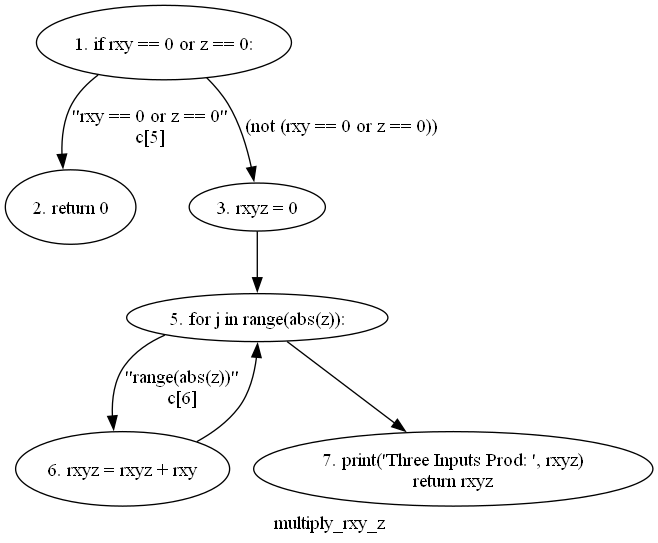 1. if rxy == 0 or z == 0:
"rxy == 0 or z == 0"
c[5]
(not (rxy == 0 or z == 0))
2. return 0
3. rxyz = 0
5. for j in range(abs(z)):
"range(abs(z))"
c[6]
6. rxyz = rxyz + rxy
7. print('Three Inputs Prod: ', rxyz)
return rxyz
multiply_rxy_z